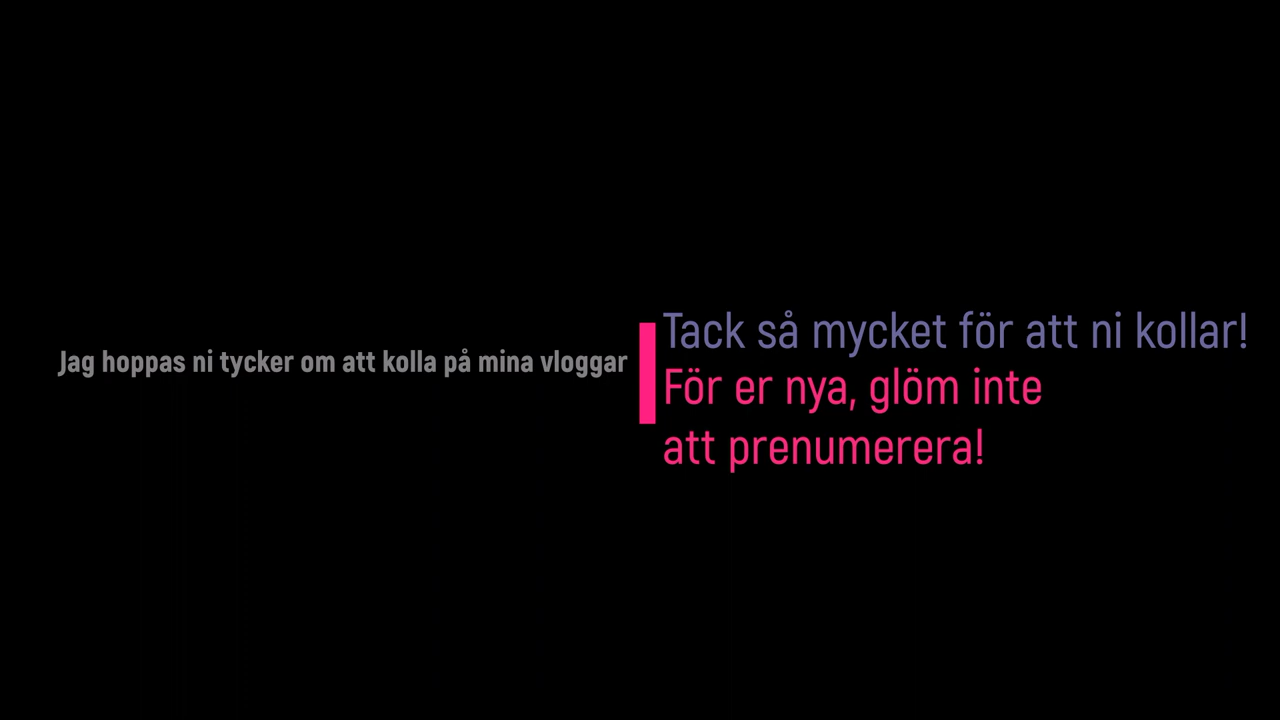 Jag hoppas ni tycker om att kolla på mina vloggar
Tack så mycket för att ni kollar!
För er nya, glöm inte
att prenumerera!